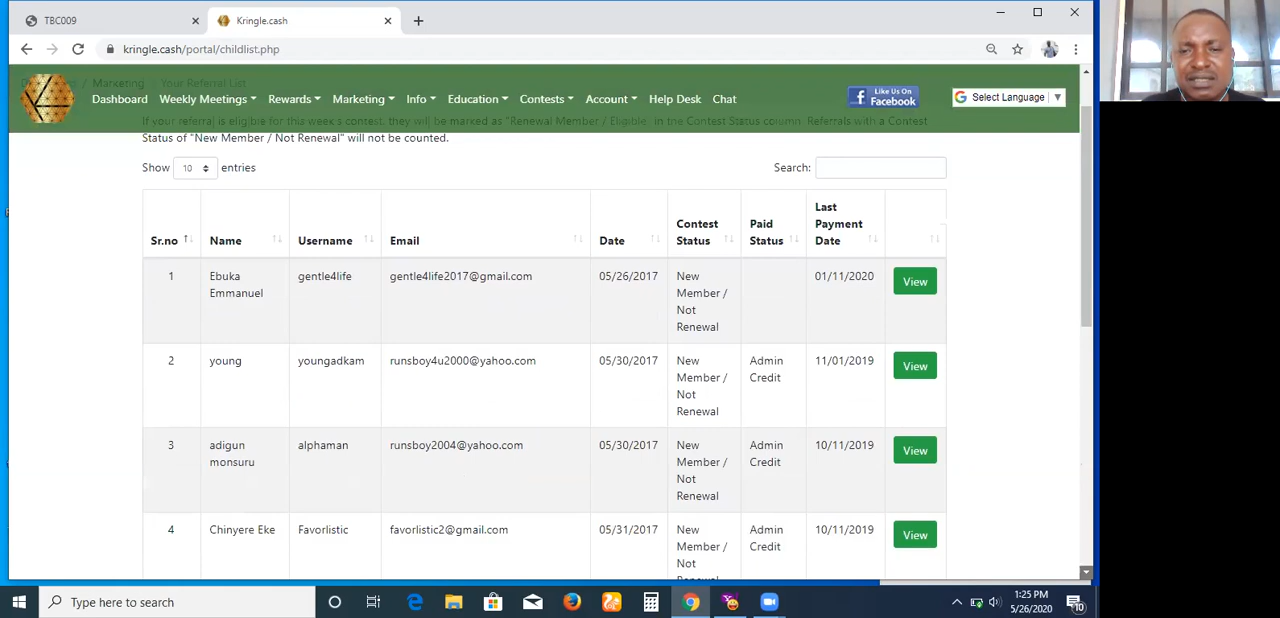 TBC009
Kringle.cash
kringle.cash/portal/childlist.php
/ Marketing / Your Referral List
Dashboard Weekly Meetings Rewards Marketing Info Education Contests Account Help Desk Chat
Like Us On Facebook
Select Language
If your referral is eligible for this week's contest, they will be marked as "Renewal Member / Eligible" in the Contest Status column. Referrals with a Contest
Status of "New Member / Not Renewal" will not be counted.
Show 10 entries
Search:
Sr.no Name Username Email Date Contest Status Paid Status Last Payment Date
1 Ebuka Emmanuel gentle4life gentle4life2017@gmail.com 05/26/2017 New Member / Not Renewal 01/11/2020 View
2 young youngadkam runsboy4u2000@yahoo.com 05/30/2017 New Member / Not Renewal Admin Credit 11/01/2019 View
3 adigun monsuru alphaman runsboy2004@yahoo.com 05/30/2017 New Member / Not Renewal Admin Credit 10/11/2019 View
4 Chinyere Eke Favorlistic favorlistic2@gmail.com 05/31/2017 New Member / Not Renewal Admin Credit 10/11/2019 View
Type here to search
1:25 PM
5/26/2020
10